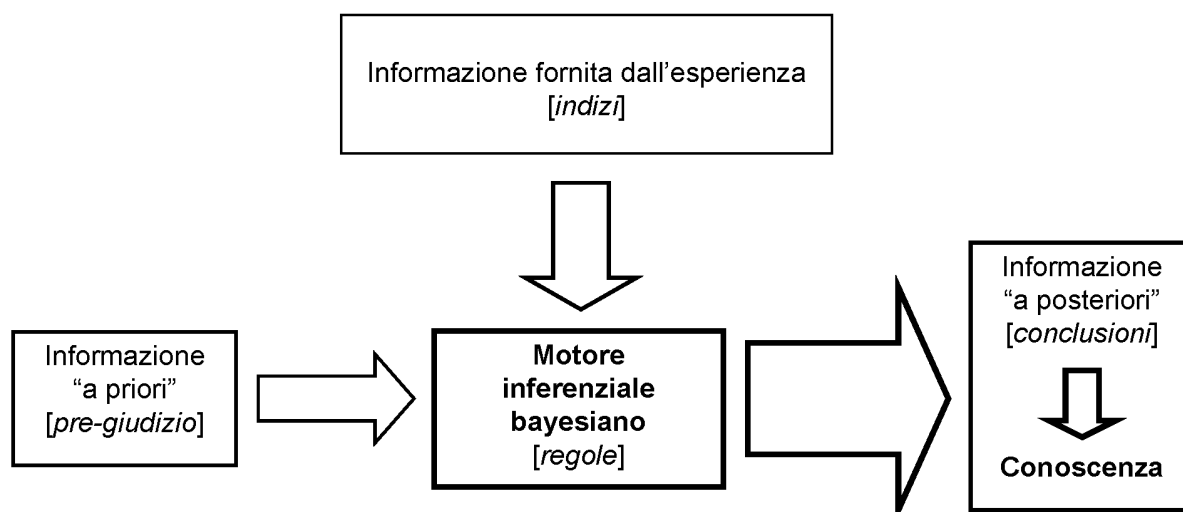 Informazione fornita dall’esperienza
[indizi]
Informazione
“a priori”
[pre-giudizio]
Motore
inferenziale
bayesiano
[regole]
Informazione
“a posteriori”
[conclusioni]
Conoscenza